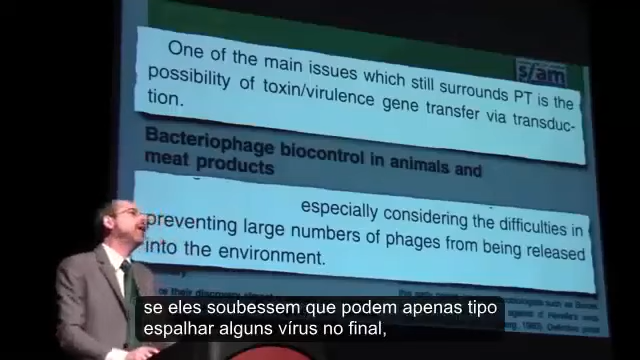 s/am
One of the main issues which still surrounds PT is the
possibility of toxin/virulence gene transfer via transduc-
tion.
Bacteriophage biocontrol in animals and
meat products
especially considering the difficulties in
preventing large numbers of phages from being released
into the environment.
se eles soubessem que podem apenas tipo
espalhar alguns vírus no final,